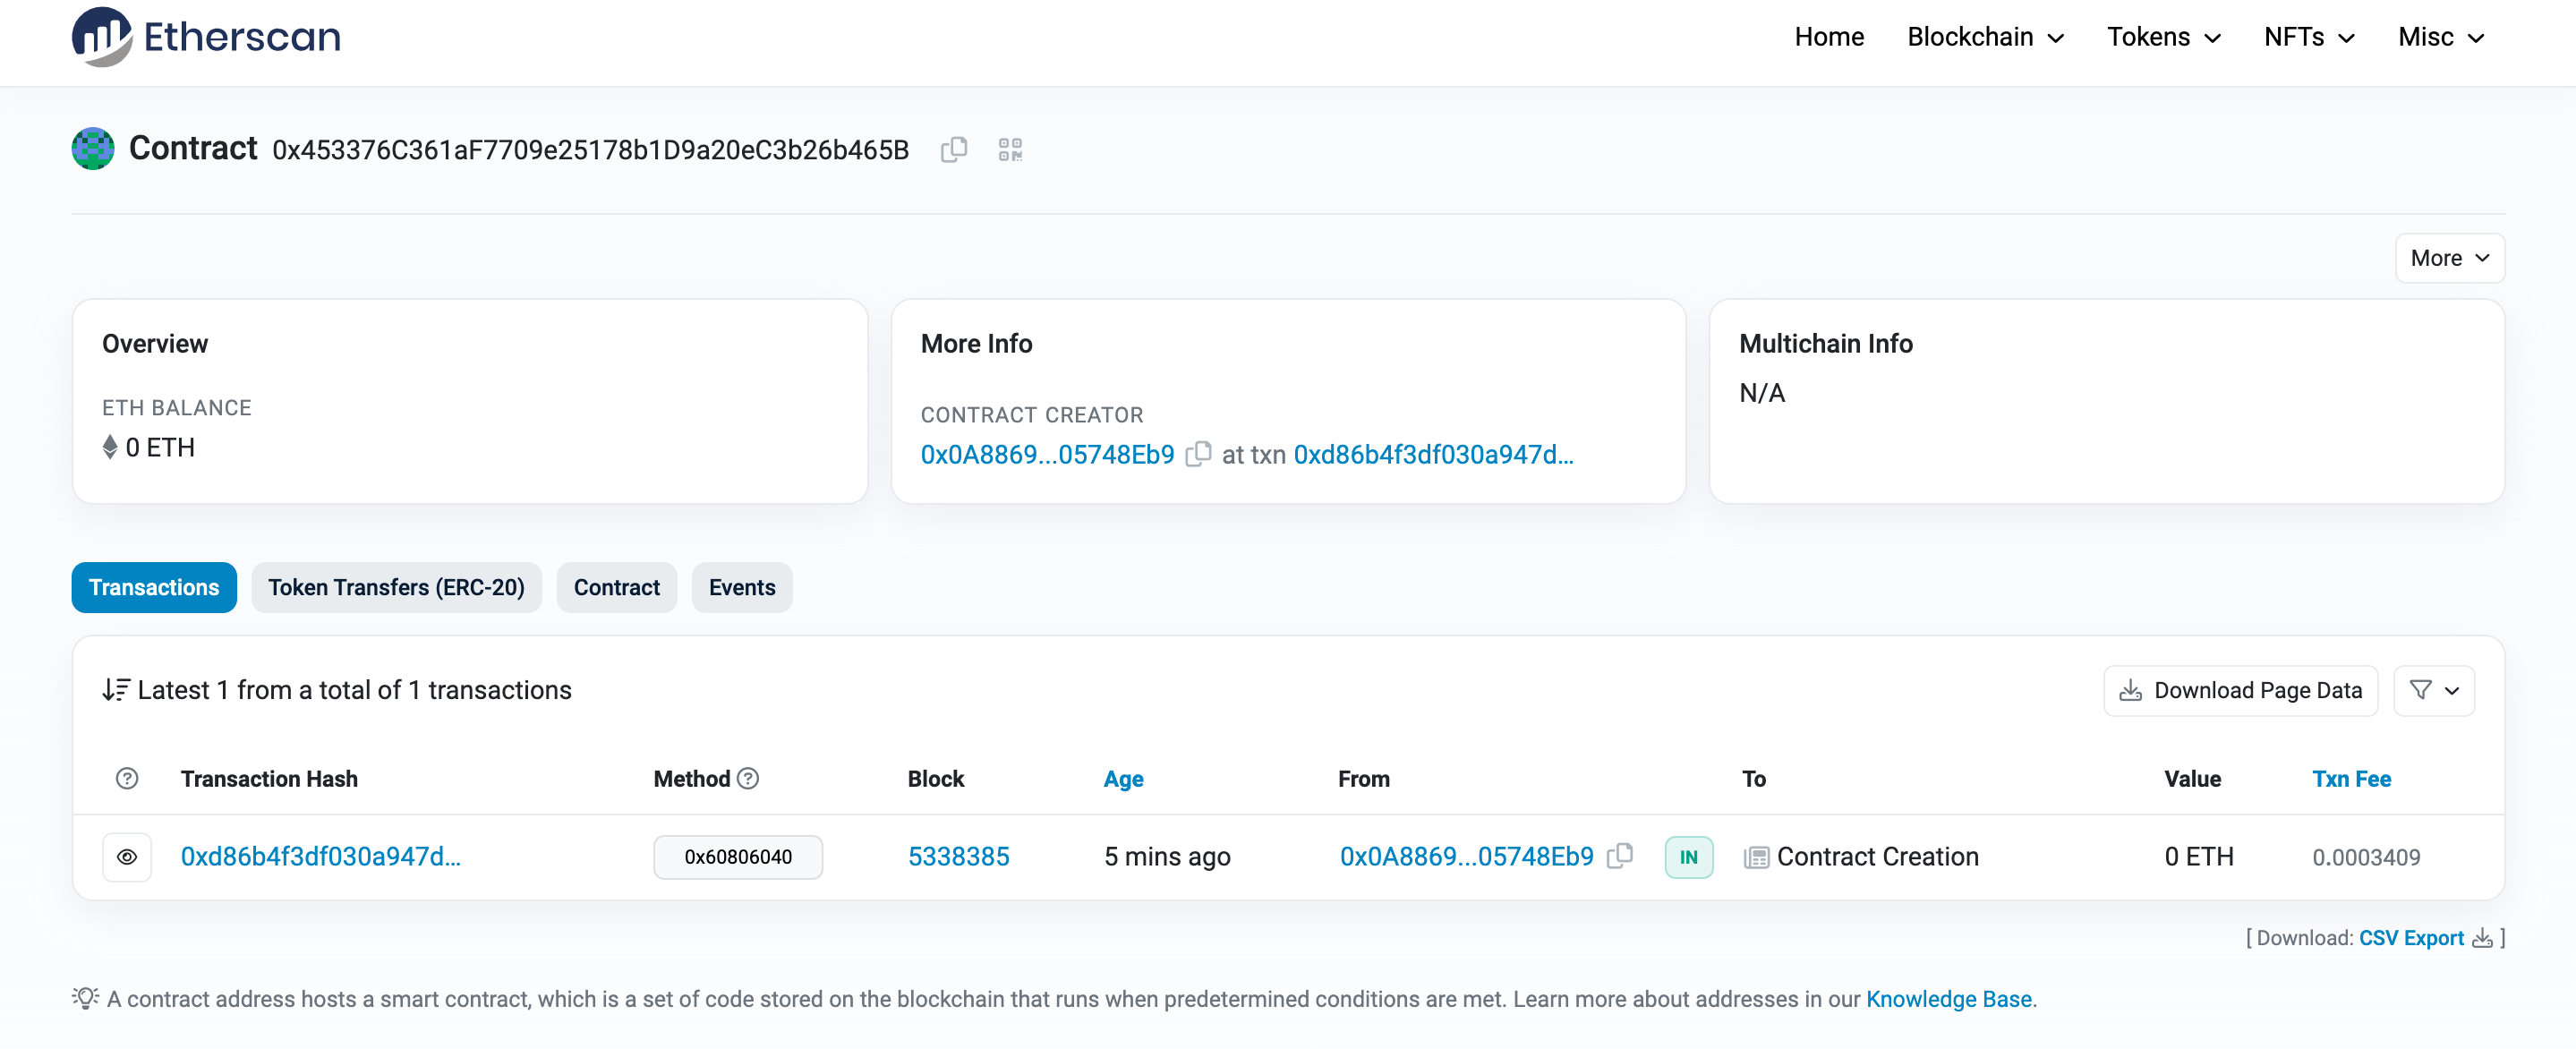 Etherscan
Home Blockchain Tokens NFTs Misc
Contract 0x453376C361aF7709e25178b1D9a20eC3b26b465B
More
Overview
ETH BALANCE
0 ETH
More Info
CONTRACT CREATOR
0x0A8869...05748Eb9 at txn 0xd86b4f3df030a947d...
Multichain Info
N/A
Transactions Token Transfers (ERC-20) Contract Events
Latest 1 from a total of 1 transactions
Download Page Data
Transaction Hash Method Block Age From To Value Txn Fee
0xd86b4f3df030a947d... 0x60806040 5338385 5 mins ago 0x0A8869...05748Eb9 IN Contract Creation 0 ETH 0.0003409
[ Download: CSV Export ]
A contract address hosts a smart contract, which is a set of code stored on the blockchain that runs when predetermined conditions are met. Learn more about addresses in our Knowledge Base.